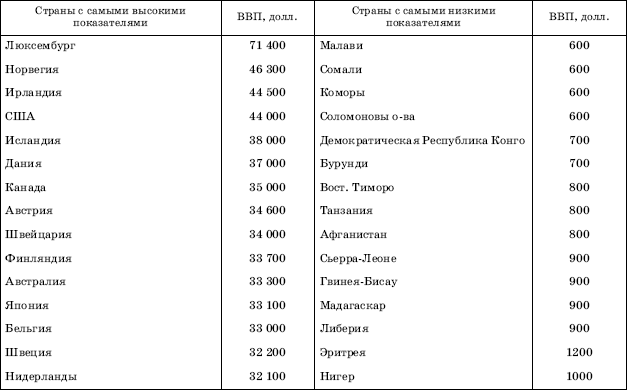 Страны с самыми высокими показателями ВВП, долл. Страны с самыми низкими показателями ВВП, долл.
Люксембург 71 400 Малави 600
Норвегия 46 300 Сомали 600
Ирландия 44 500 Коморы 600
США 44 000 Соломоновы о-ва 600
Исландия 38 000 Демократическая Республика Конго 700
Дания 37 000 Бурунди 700
Канада 35 000 Вост. Тиморо 800
Австрия 34 600 Танзания 800
Швейцария 34 000 Афганистан 800
Финляндия 33 700 Сьерра-Леоне 900
Австралия 33 300 Гвинея-Бисау 900
Япония 33 100 Мадагаскар 900
Бельгия 33 000 Либерия 900
Швеция 32 200 Эритрея 1200
Нидерланды 32 100 Нигер 1000